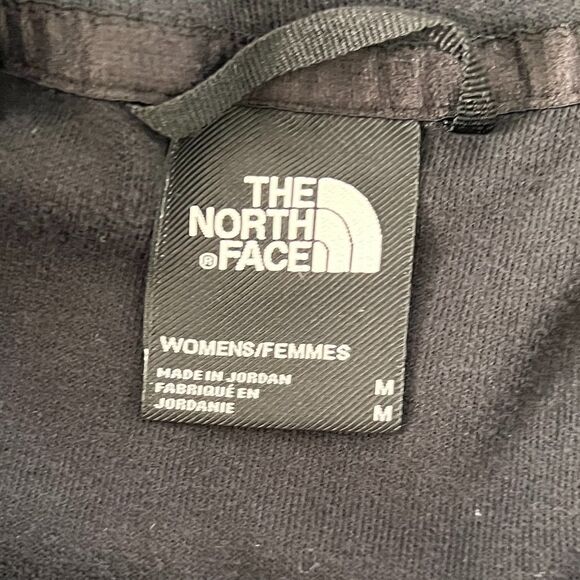 THE
NORTH
®FACE
WOMENS/FEMMES
MADE IN JORDAN
FABRIQUÉ EN
JORDANIE
M
M